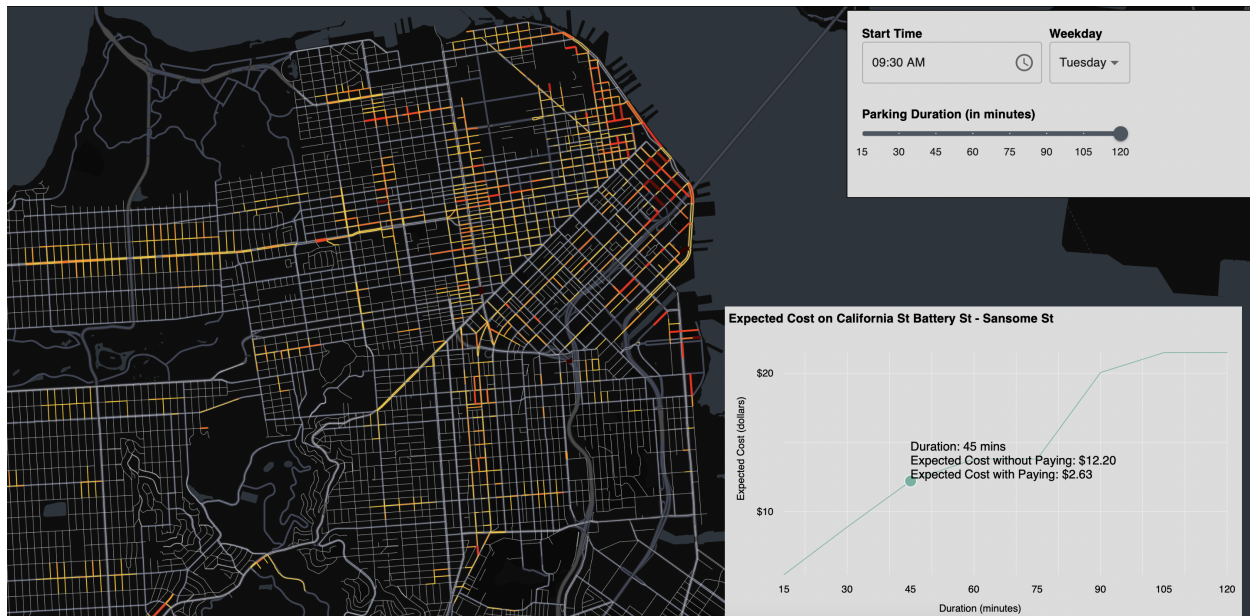 Start Time
Weekday
09:30 AM
Tuesday
Parking Duration (in minutes)
15 30 45 60 75 90 105 120
Expected Cost on California St Battery St - Sansome St
$20
$10
Expected Cost (dollars)
Duration: 45 mins
Expected Cost without Paying: $12.20
Expected Cost with Paying: $2.63
15 30 45 60 75 90 105 120
Duration (minutes)